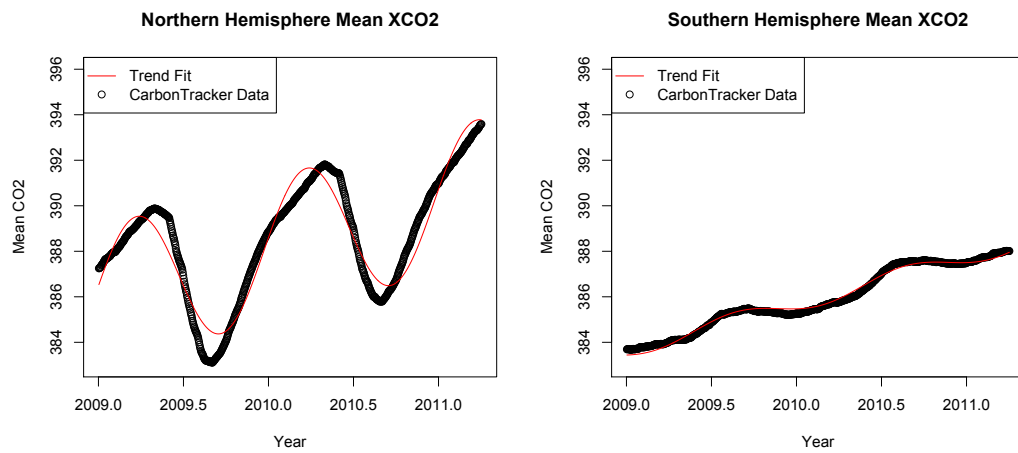 Northern Hemisphere Mean XCO2
Trend Fit
CarbonTracker Data
Mean CO2
396
394
392
390
388
386
384
2009.0 2009.5 2010.0 2010.5 2011.0
Year
Southern Hemisphere Mean XCO2
Trend Fit
CarbonTracker Data
Mean CO2
396
394
392
390
388
386
384
2009.0 2009.5 2010.0 2010.5 2011.0
Year